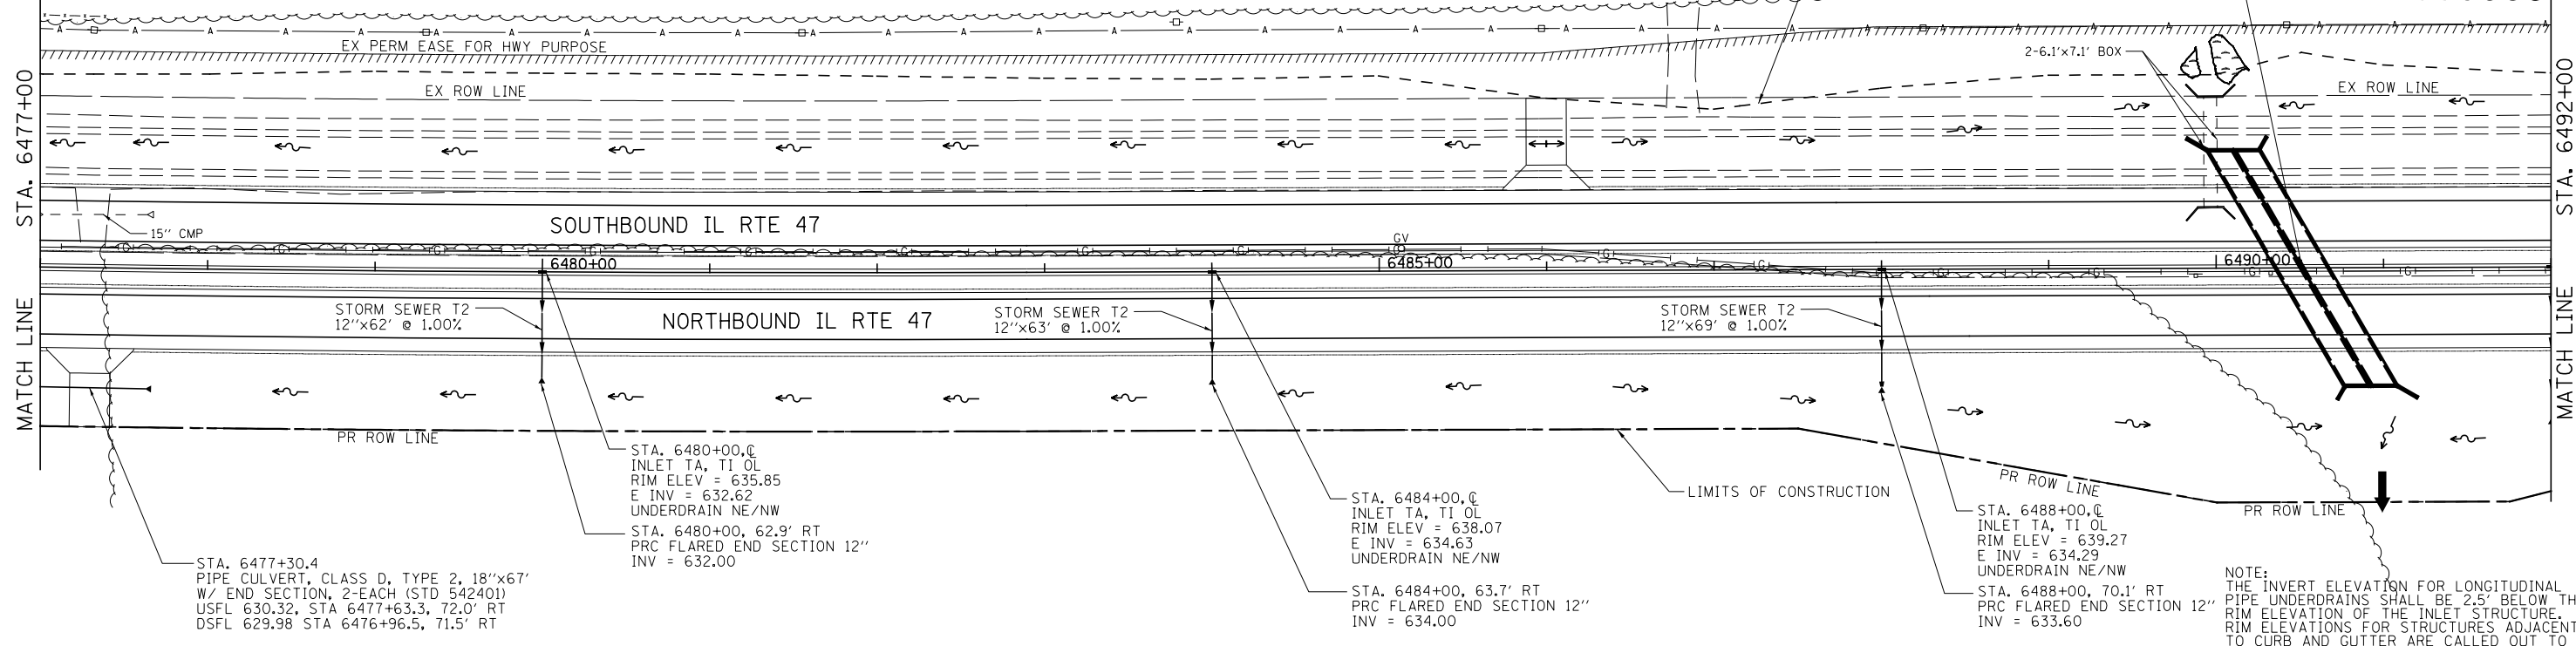 EX PERM EASE FOR HWY PURPOSE
2-6.1'x7.1' BOX
EX ROW LINE
EX ROW LINE
STA. 6477+00
MATCH LINE
STA. 6492+00
MATCH LINE
15" CMP
SOUTHBOUND IL RTE 47
GV
6480+00
6485+00
6490+00
STORM SEWER T2
12"x62' @ 1.00%
NORTHBOUND IL RTE 47
STORM SEWER T2
12"x63' @ 1.00%
STORM SEWER T2
12"x69' @ 1.00%
PR ROW LINE
PR ROW LINE
PR ROW LINE
LIMITS OF CONSTRUCTION
STA. 6480+00, ℄
INLET TA, TI OL
RIM ELEV = 635.85
E INV = 632.62
UNDERDRAIN NE/NW
STA. 6480+00, 62.9' RT
PRC FLARED END SECTION 12"
INV = 632.00
STA. 6484+00, ℄
INLET TA, TI OL
RIM ELEV = 638.07
E INV = 634.63
UNDERDRAIN NE/NW
STA. 6484+00, 63.7' RT
PRC FLARED END SECTION 12"
INV = 634.00
STA. 6488+00, ℄
INLET TA, TI OL
RIM ELEV = 639.27
E INV = 634.29
UNDERDRAIN NE/NW
STA. 6488+00, 70.1' RT
PRC FLARED END SECTION 12"
INV = 633.60
STA. 6477+30.4
PIPE CULVERT, CLASS D, TYPE 2, 18"x67'
W/ END SECTION, 2-EACH (STD 542401)
USFL 630.32, STA 6477+63.3, 72.0' RT
DSFL 629.98 STA 6476+96.5, 71.5' RT
NOTE:
THE INVERT ELEVATION FOR LONGITUDINAL
PIPE UNDERDRAINS SHALL BE 2.5' BELOW TH
RIM ELEVATION OF THE INLET STRUCTURE.
RIM ELEVATIONS FOR STRUCTURES ADJACENT
TO CURB AND GUTTER ARE CALLED OUT TO